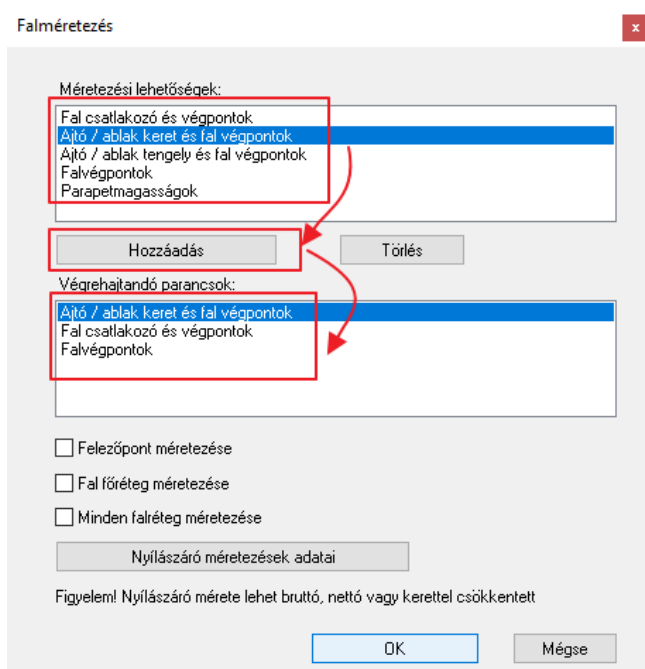 Falméretezés
x
Méretezési lehetőségek:
Fal csatlakozó és végpontok
Ajtó / ablak keret és fal végpontok
Ajtó / ablak tengely és fal végpontok
Falvégpontok
Parapetmagasságok
Hozzáadás Törlés
Végrehajtandó parancsok:
Ajtó / ablak keret és fal végpontok
Fal csatlakozó és végpontok
Falvégpontok
Felezőpont méretezése
Fal főréteg méretezése
Minden falréteg méretezése
Nyílászáró méretezések adatai
Figyelem! Nyílászáró mérete lehet bruttó, nettó vagy kerettel csökkentett
OK Mégse